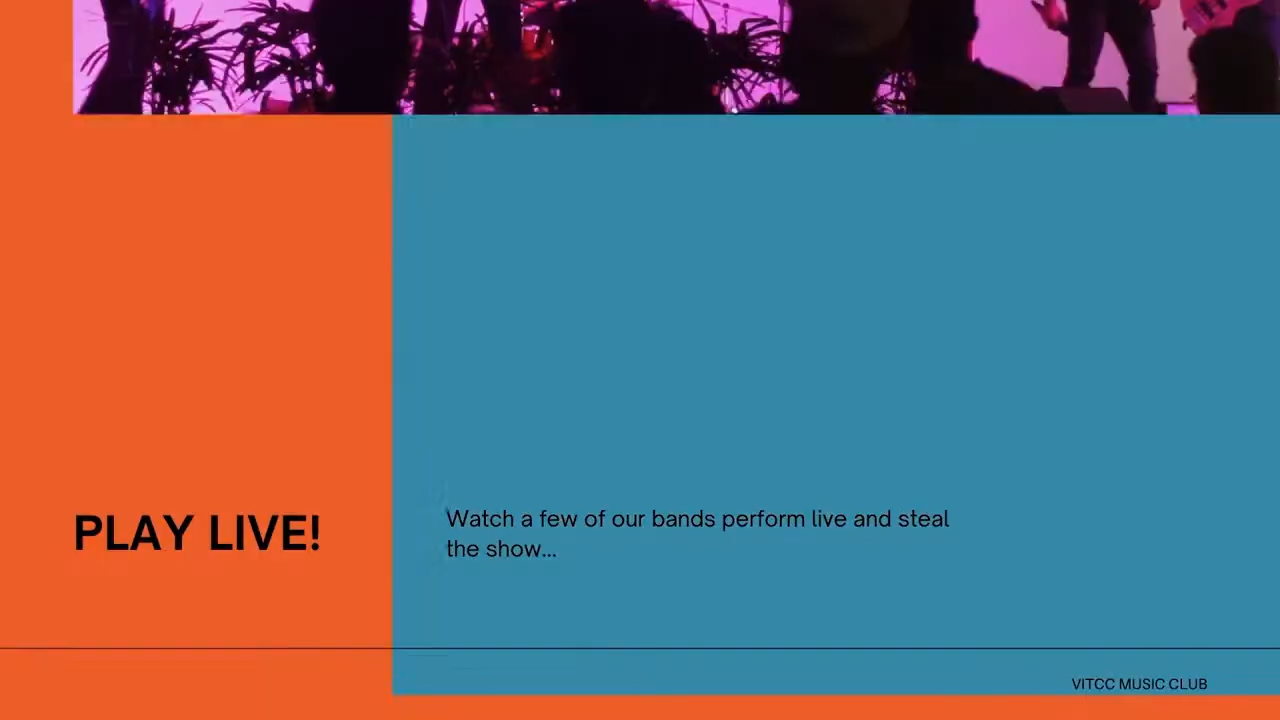 PLAY LIVE!
Watch a few of our bands perform live and steal
the show...
VITCC MUSIC CLUB